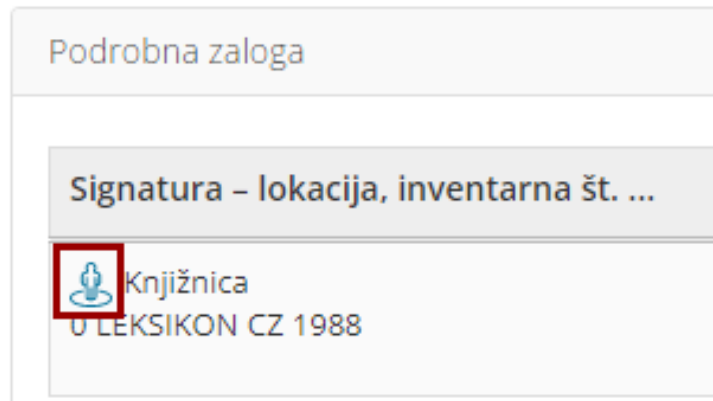 Podrobna zaloga
Signatura – lokacija, inventarna št. ...
Knjižnica
0 LEKSIKON CZ 1988